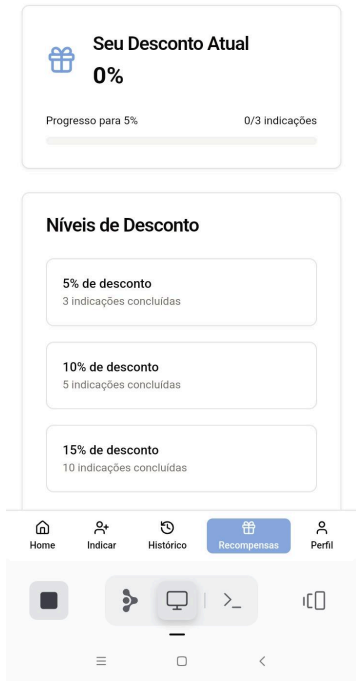 Seu Desconto Atual
0%
Progresso para 5%
0/3 indicações
Níveis de Desconto
5% de desconto
3 indicações concluídas
10% de desconto
5 indicações concluídas
15% de desconto
10 indicações concluídas
Home
Indicar
Histórico
Recompensas
Perfil